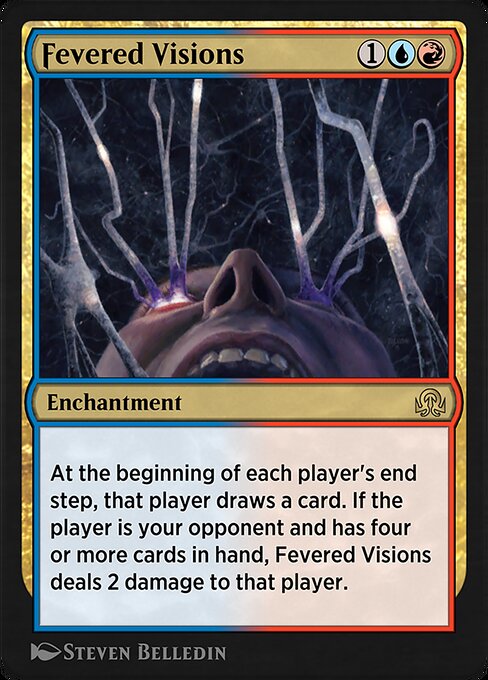 Fevered Visions 1
Enchantment
At the beginning of each player's end
step, that player draws a card. If the
player is your opponent and has four
or more cards in hand, Fevered Visions
deals 2 damage to that player.
Steven Belledin